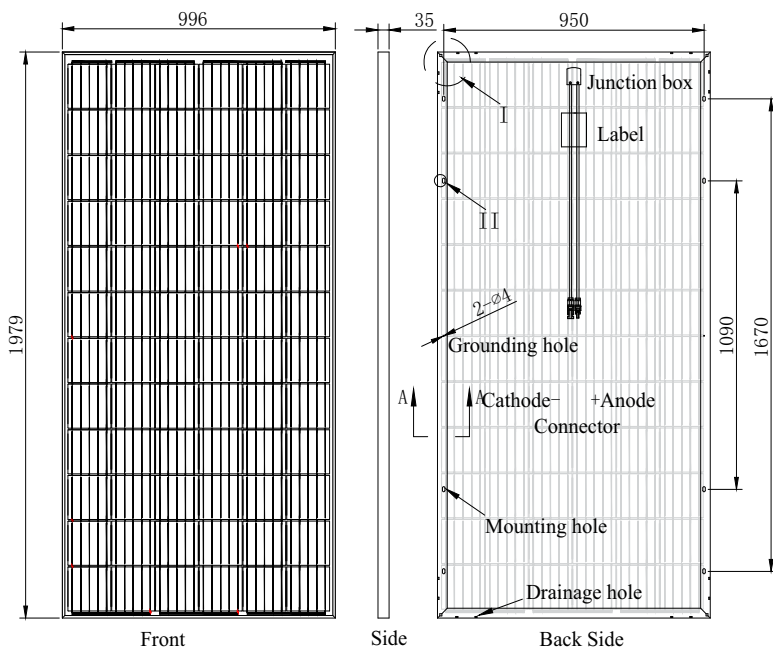 996
35
950
Junction box
I
Label
II
1979
2-ø4
Grounding hole
1090
1670
A
A
Cathode- +Anode
Connector
Mounting hole
Drainage hole
Front
Side
Back Side